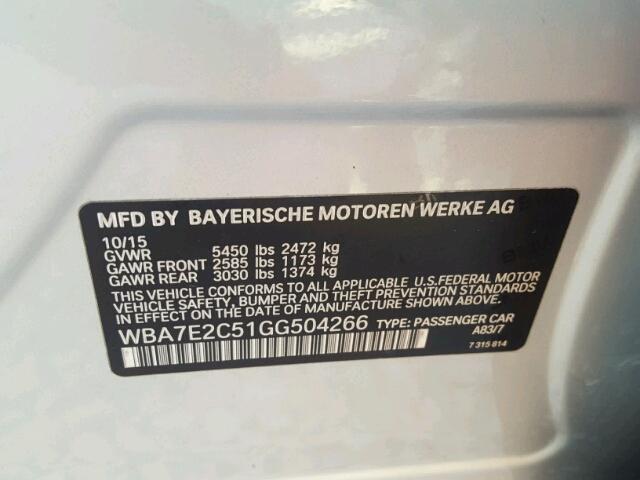 MFD BY BAYERISCHE MOTOREN WERKE AG
10/15
GVWR 5450 lbs 2472 kg
GAWR FRONT 2585 lbs 1173 kg
GAWR REAR 3030 lbs 1374 kg
THIS VEHICLE CONFORMS TO ALL APPLICABLE U.S.FEDERAL MOTOR
VEHICLE SAFETY, BUMPER AND THEFT PREVENTION STANDARDS
IN EFFECT ON THE DATE OF MANUFACTURE SHOWN ABOVE.
WBA7E2C51GG504266 TYPE: PASSENGER CAR
A83/7
7 315 814